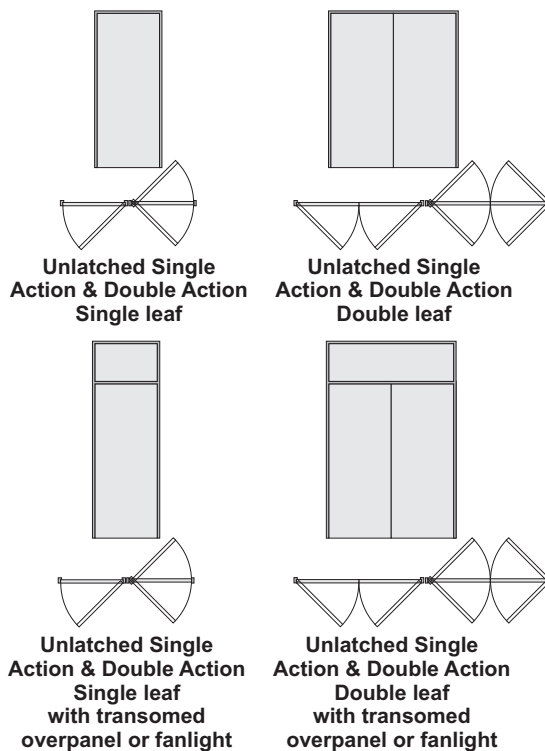 Unlatched Single
Action & Double Action
Single leaf
Unlatched Single
Action & Double Action
Double leaf
Unlatched Single
Action & Double Action
Single leaf
with transomed
overpanel or fanlight
Unlatched Single
Action & Double Action
Double leaf
with transomed
overpanel or fanlight